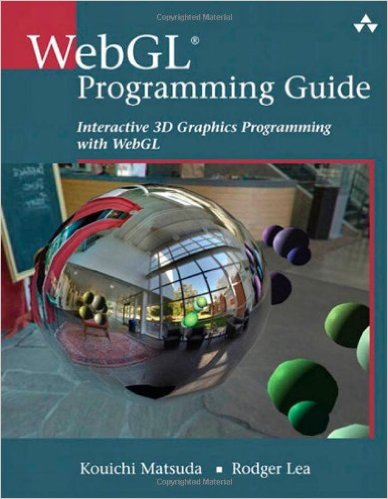 WebGL®
Programming Guide
Interactive 3D Graphics Programming
with WebGL
Kouichi Matsuda • Rodger Lea